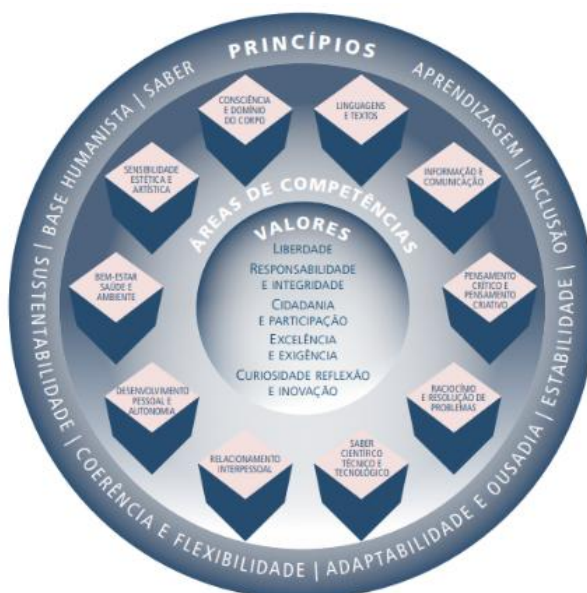 PRINCÍPIOS
BASE HUMANISTA | SABER
APRENDIZAGEM | INCLUSÃO |
ESTABILIDADE |
ADAPTABILIDADE E OUSADIA |
COERÊNCIA E FLEXIBILIDADE |
SUSTENTABILIDADE |
ÁREAS DE COMPETÊNCIAS
CONSCIÊNCIA
E DOMÍNIO
DO CORPO
LINGUAGENS
E TEXTOS
INFORMAÇÃO E
COMUNICAÇÃO
PENSAMENTO
CRÍTICO E
PENSAMENTO
CRIATIVO
RACIOCÍNIO
E RESOLUÇÃO DE
PROBLEMAS
SABER
CIENTÍFICO
TÉCNICO E
TECNOLÓGICO
RELACIONAMENTO
INTERPESSOAL
DESENVOLVIMENTO
PESSOAL E
AUTONOMIA
BEM-ESTAR
SAÚDE E
AMBIENTE
SENSIBILIDADE
ESTÉTICA E
ARTÍSTICA
VALORES
LIBERDADE
RESPONSABILIDADE
E INTEGRIDADE
CIDADANIA
E PARTICIPAÇÃO
EXCELÊNCIA
E EXIGÊNCIA
CURIOSIDADE REFLEXÃO
E INOVAÇÃO